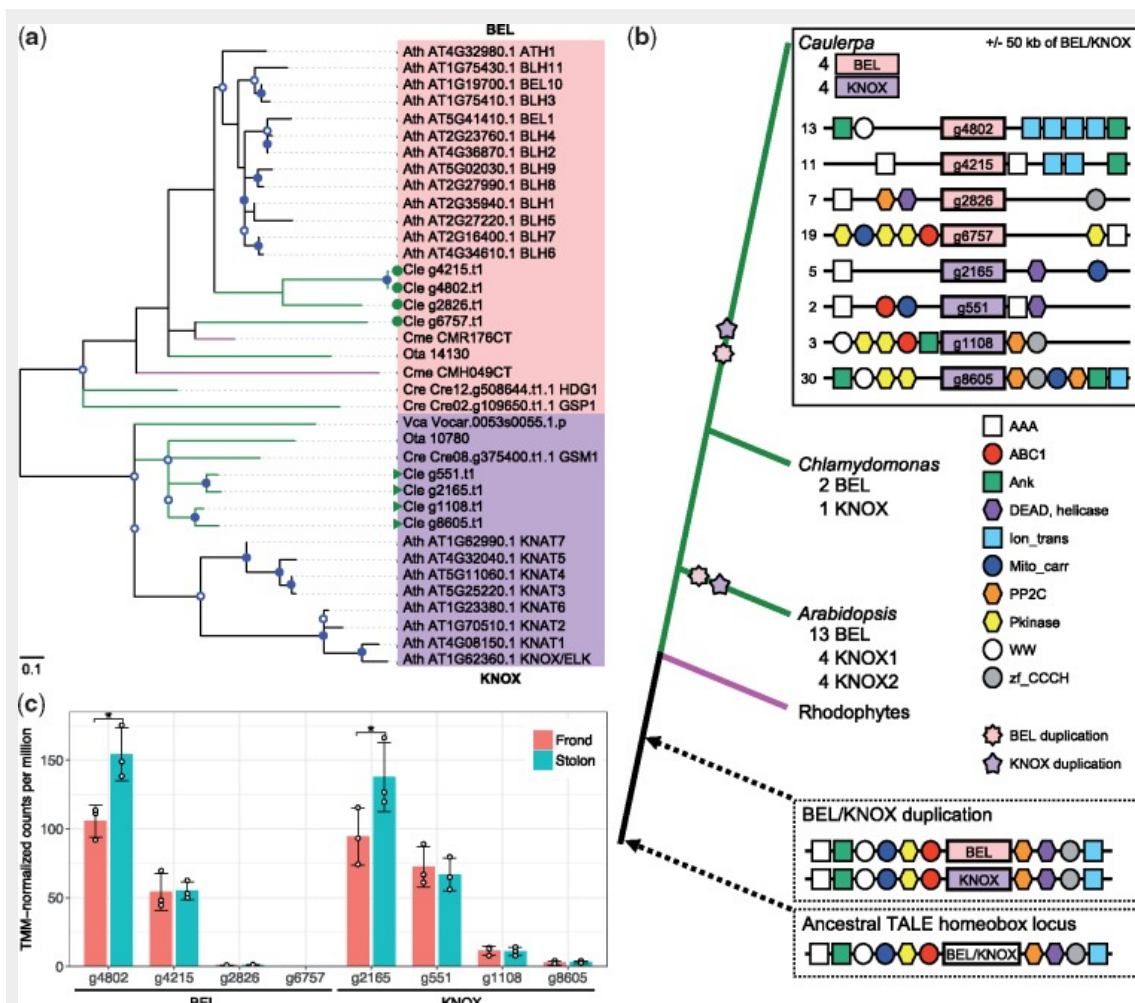 (a)
BEL
Ath AT4G32980.1 ATH1
Ath AT1G75430.1 BLH11
Ath AT1G19700.1 BEL10
Ath AT1G75410.1 BLH3
Ath AT5G41410.1 BEL1
Ath AT2G23760.1 BLH4
Ath AT4G36870.1 BLH2
Ath AT5G02030.1 BLH9
Ath AT2G27990.1 BLH8
Ath AT2G35940.1 BLH1
Ath AT2G27220.1 BLH5
Ath AT2G16400.1 BLH7
Ath AT4G34610.1 BLH6
Cle g4215.t1
Cle g4802.t1
Cle g2826.t1
Cle g6757.t1
Cme CMR176CT
Ota 14130
Cme CMH049CT
Cre Cre12.g508644.t1.1 HDG1
Cre Cre02.g109650.t1.1 GSP1
Vca Vocar.0053s0055.1.p
Ota 10780
Cre Cre08.g375400.t1.1 GSM1
Cle g551.t1
Cle g2165.t1
Cle g1108.t1
Cle g8605.t1
Ath AT1G62990.1 KNAT7
Ath AT4G32040.1 KNAT5
Ath AT5G11060.1 KNAT4
Ath AT5G25220.1 KNAT3
Ath AT1G23380.1 KNAT6
Ath AT1G70510.1 KNAT2
Ath AT4G08150.1 KNAT1
Ath AT1G62360.1 KNOX/ELK
0.1
KNOX
(b)
Caulerpa
+/- 50 kb of BEL/KNOX
4 BEL
4 KNOX
13 g4802
11 g4215
7 g2826
19 g6757
5 g2165
2 g551
3 g1108
30 g8605
AAA
ABC1
Ank
DEAD, helicase
Ion_trans
Mito_carr
PP2C
Pkinase
WW
zf_CCCH
BEL duplication
KNOX duplication
Chlamydomonas
2 BEL
1 KNOX
Arabidopsis
13 BEL
4 KNOX1
4 KNOX2
Rhodophytes
BEL/KNOX duplication
BEL
KNOX
Ancestral TALE homeobox locus
BEL/KNOX
(c)
TMM-normalized counts per million
150
100
50
0
*
*
Frond
Stolon
g4802 g4215 g2826 g6757 g2165 g551 g1108 g8605
BEL KNOX